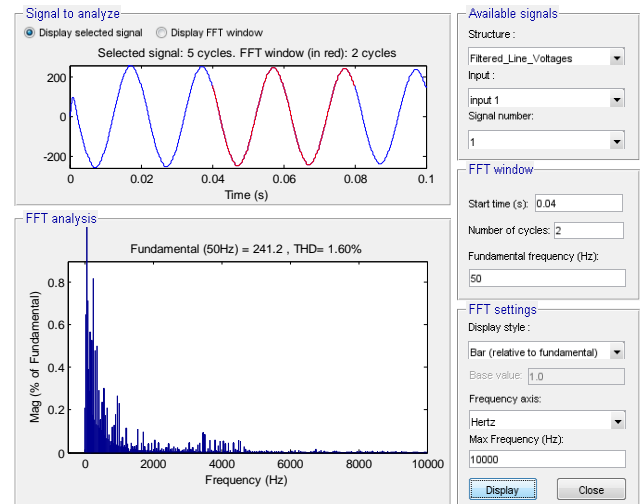 Signal to analyze
Display selected signal
Display FFT window
Selected signal: 5 cycles. FFT window (in red): 2 cycles
200
0
-200
0
0.02
0.04
0.06
0.08
0.1
Time (s)
FFT analysis
Fundamental (50Hz) = 241.2 , THD= 1.60%
0.8
0.6
0.4
0.2
0
Mag (% of Fundamental)
0
2000
4000
6000
8000
10000
Frequency (Hz)
Available signals
Structure :
Filtered_Line_Voltages
Input :
input 1
Signal number:
1
FFT window
Start time (s): 0.04
Number of cycles: 2
Fundamental frequency (Hz):
50
FFT settings
Display style :
Bar (relative to fundamental)
Base value: 1.0
Frequency axis:
Hertz
Max Frequency (Hz):
10000
Display
Close